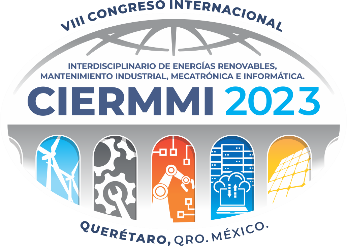 VIII CONGRESO INTERNACIONAL
INTERDISCIPLINARIO DE ENERGÍAS RENOVABLES,
MANTENIMIENTO INDUSTRIAL, MECATRÓNICA E INFORMÁTICA.
CIERMMI 2023
QUERÉTARO, QRO. MÉXICO.